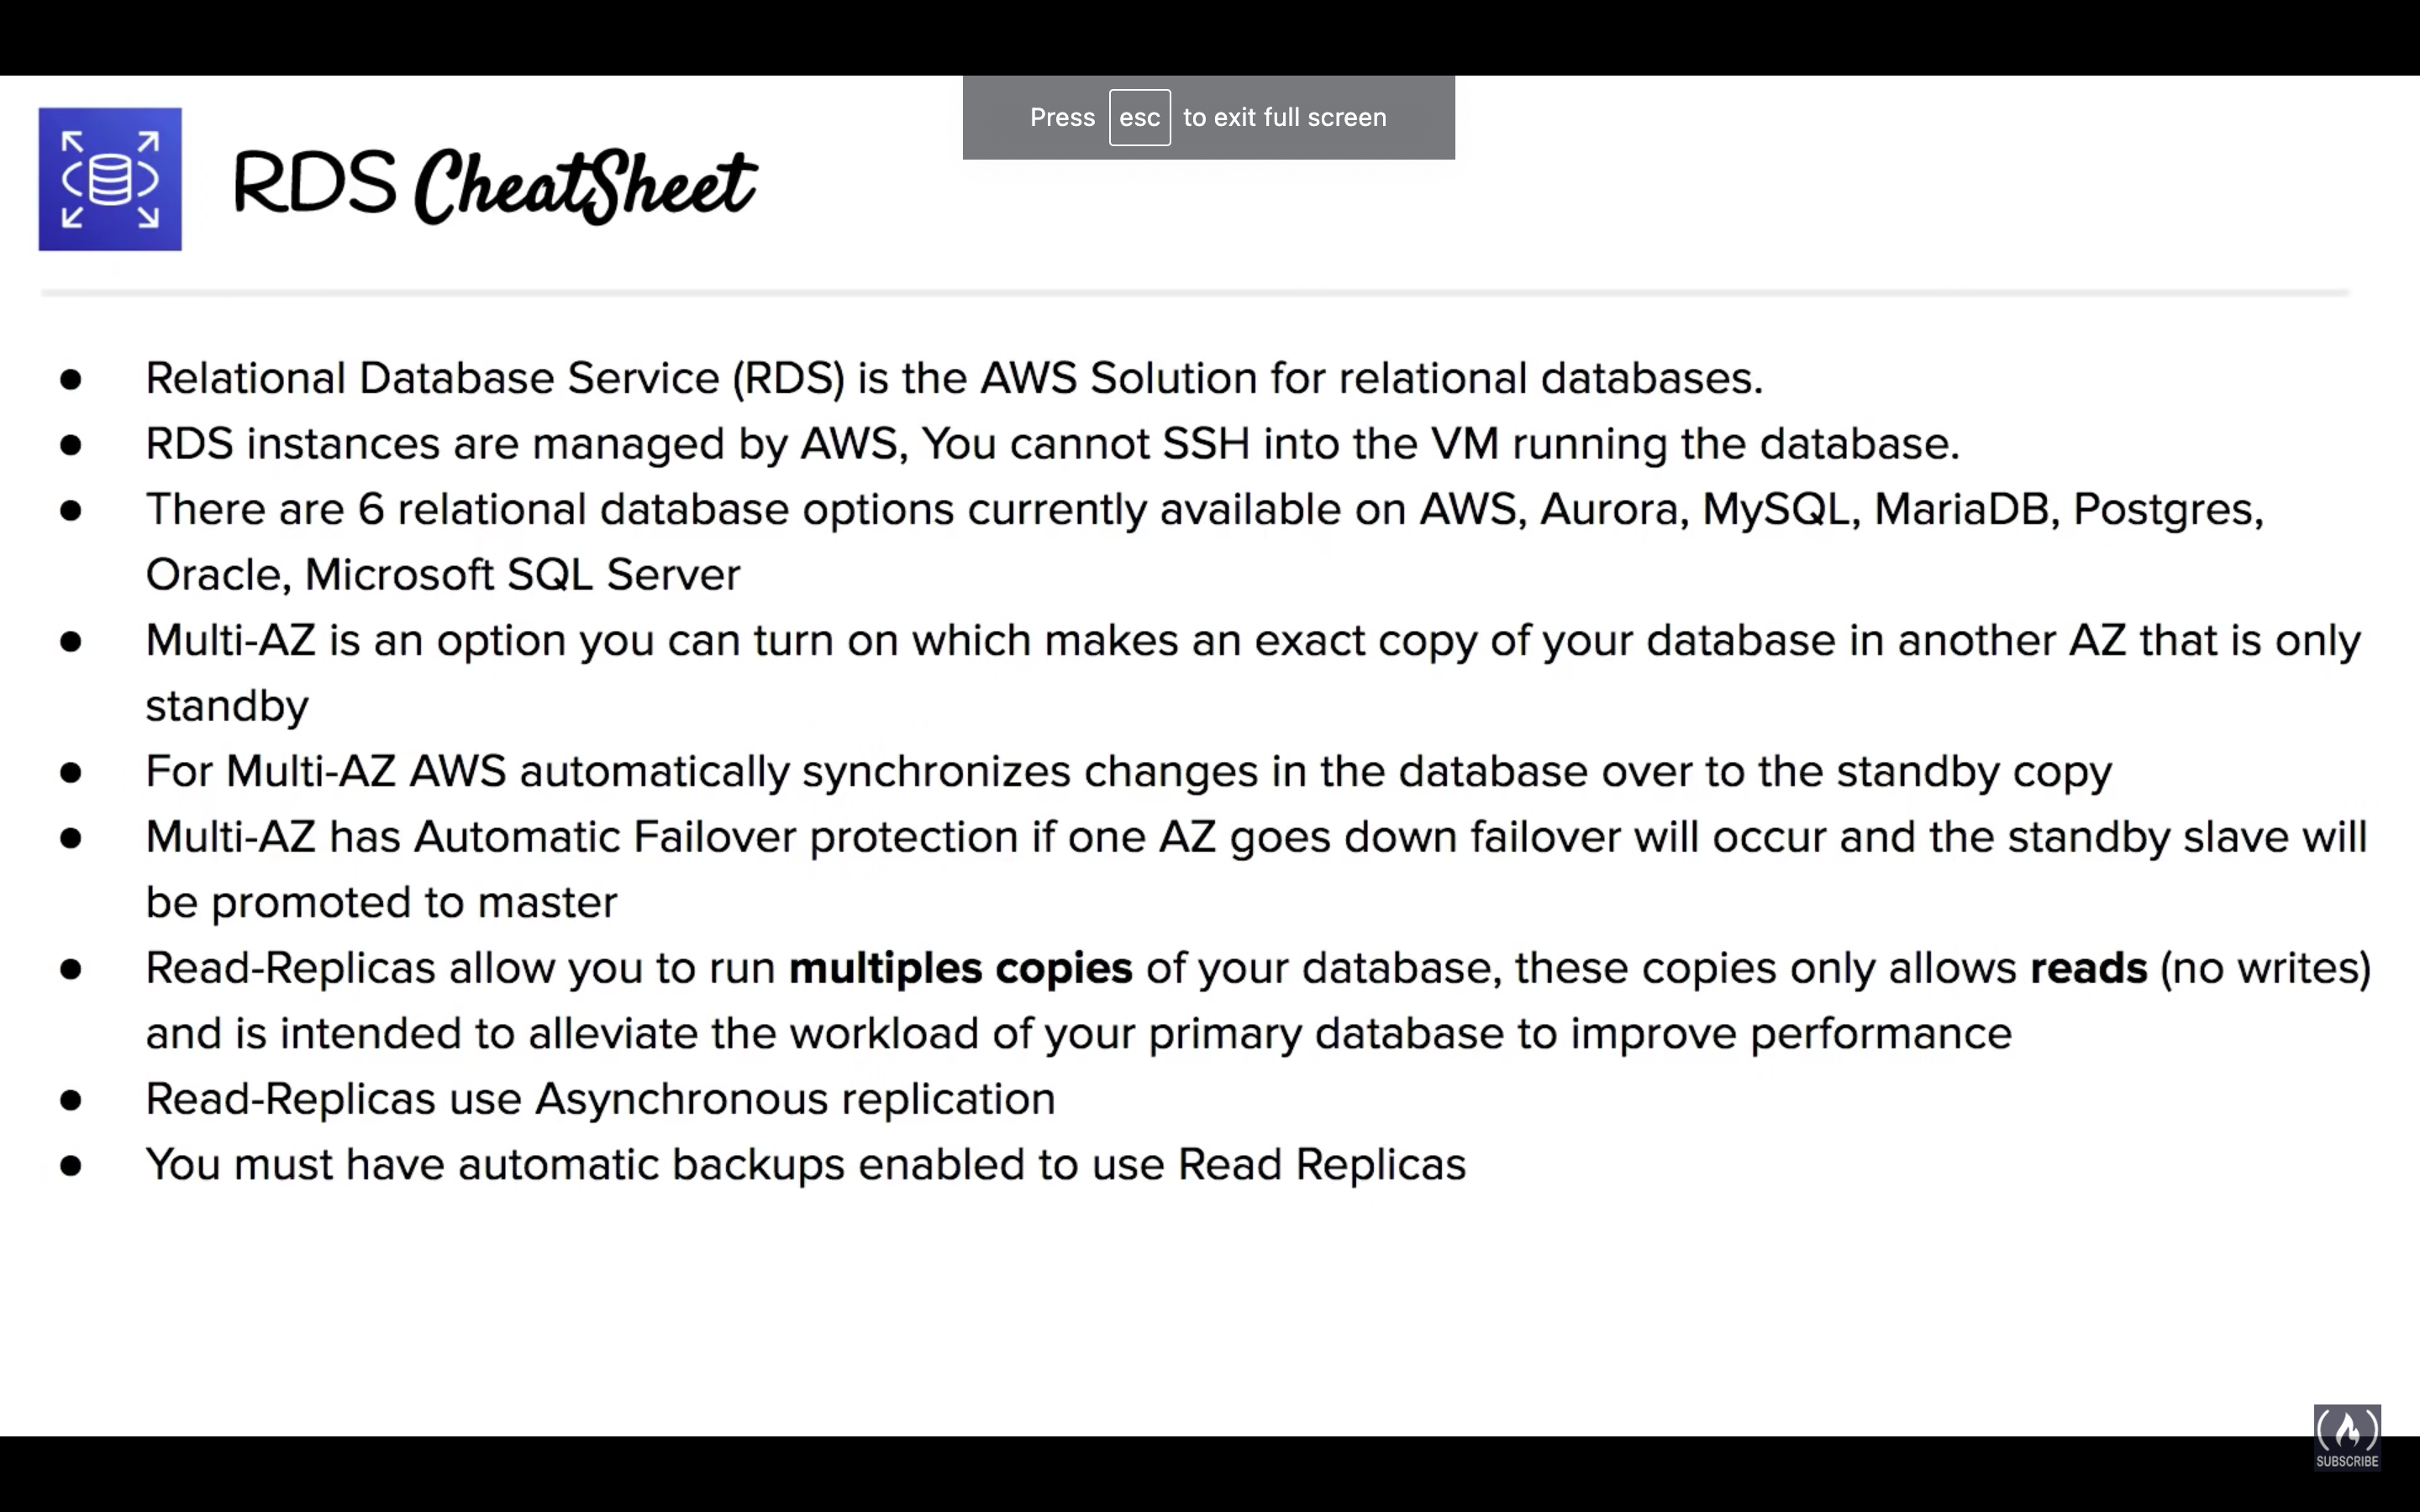 Press esc to exit full screen
RDS CheatSheet
● Relational Database Service (RDS) is the AWS Solution for relational databases.
● RDS instances are managed by AWS, You cannot SSH into the VM running the database.
● There are 6 relational database options currently available on AWS, Aurora, MySQL, MariaDB, Postgres,
Oracle, Microsoft SQL Server
● Multi-AZ is an option you can turn on which makes an exact copy of your database in another AZ that is only
standby
● For Multi-AZ AWS automatically synchronizes changes in the database over to the standby copy
● Multi-AZ has Automatic Failover protection if one AZ goes down failover will occur and the standby slave will
be promoted to master
● Read-Replicas allow you to run multiples copies of your database, these copies only allows reads (no writes)
and is intended to alleviate the workload of your primary database to improve performance
● Read-Replicas use Asynchronous replication
● You must have automatic backups enabled to use Read Replicas
SUBSCRIBE